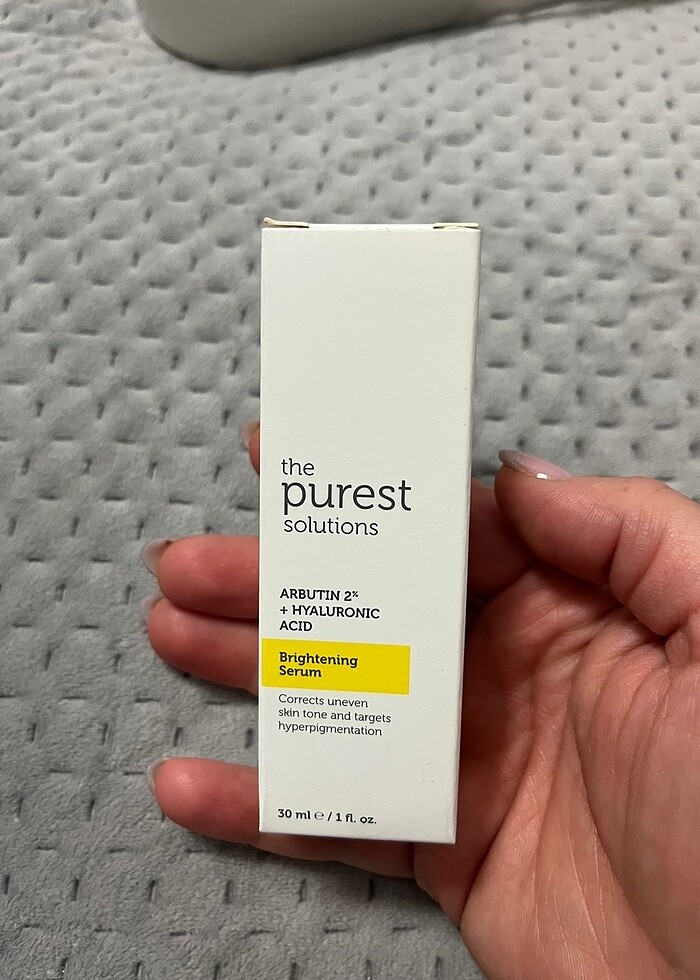 the
purest
solutions
ARBUTIN 2%
+ HYALURONIC
ACID
Brightening
Serum
Corrects uneven
skin tone and targets
hyperpigmentation
30 ml ℮ / 1 fl. oz.